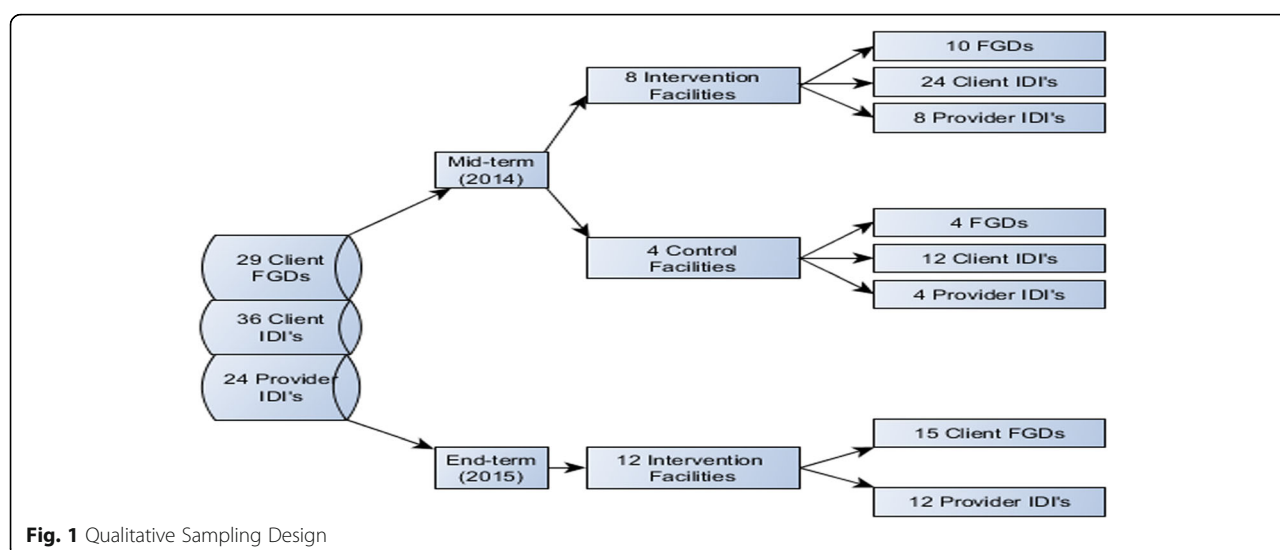 29 Client
FGDs
36 Client
IDI's
24 Provider
IDI's
Mid-term
(2014)
8 Intervention
Facilities
10 FGDs
24 Client IDI's
8 Provider IDI's
4 Control
Facilities
4 FGDs
12 Client IDI's
4 Provider IDI's
End-term
(2015)
12 Intervention
Facilities
15 Client FGDs
12 Provider IDI's
Fig. 1 Qualitative Sampling Design